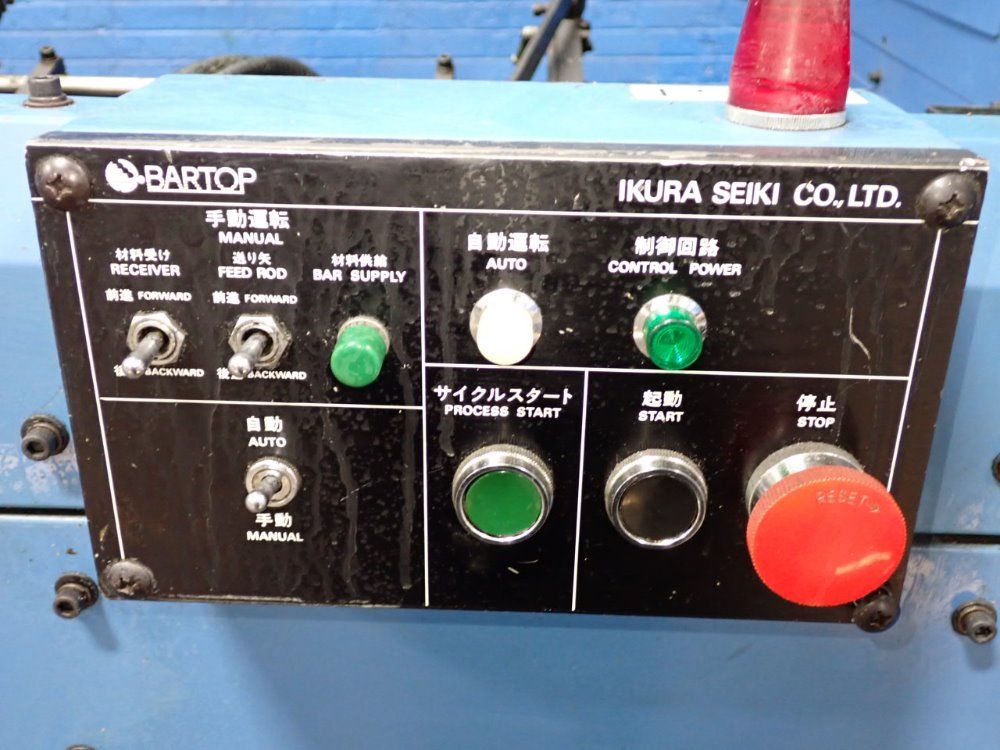 BARTOP
IKURA SEIKI CO., LTD.
手動運転
MANUAL
材料受け
RECEIVER
送り矢
FEED ROD
材料供給
BAR SUPPLY
前進 FORWARD
前進 FORWARD
BACKWARD
BACKWARD
自動
AUTO
手動
MANUAL
自動運転
AUTO
制御回路
CONTROL POWER
サイクルスタート
PROCESS START
起動
START
停止
STOP
RESET